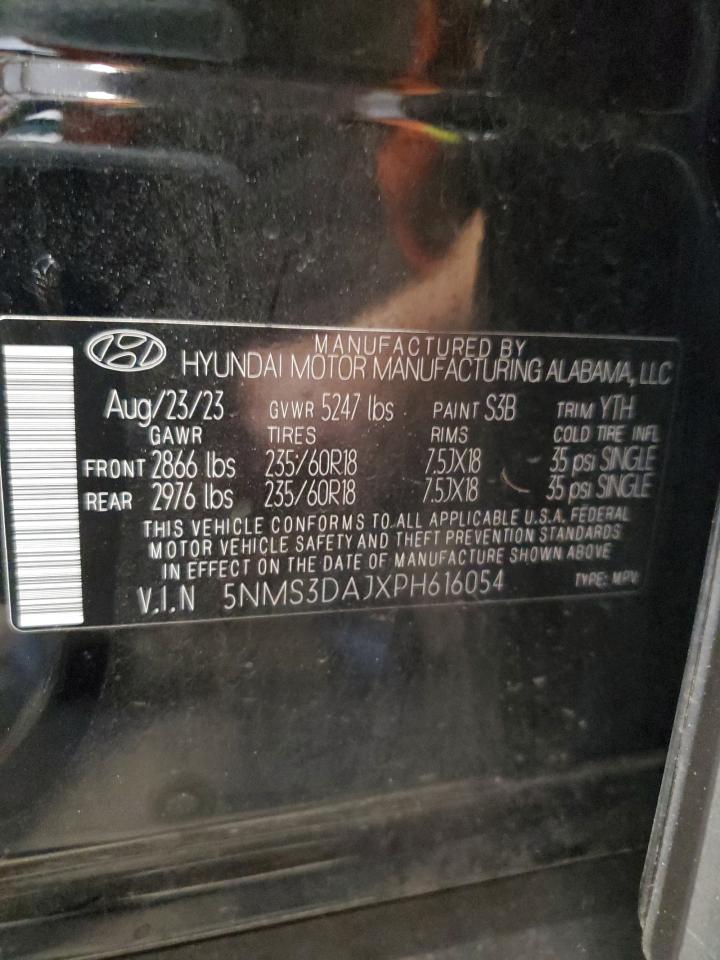 MANUFACTURED BY
HYUNDAI MOTOR MANUFACTURING ALABAMA, LLC
Aug/23/23 GVWR 5247 lbs PAINT S3B TRIM YTH
GAWR TIRES RIMS COLD TIRE INFL
FRONT 2866 lbs 235/60R18 7.5JX18 35 psi SINGLE
REAR 2976 lbs 235/60R18 7.5JX18 35 psi SINGLE
THIS VEHICLE CONFORMS TO ALL APPLICABLE U.S.A. FEDERAL
MOTOR VEHICLE SAFETY AND THEFT PREVENTION STANDARDS
IN EFFECT ON THE DATE OF MANUFACTURE SHOWN ABOVE
V.I.N 5NMS3DAJXPH616054 TYPE: MPV